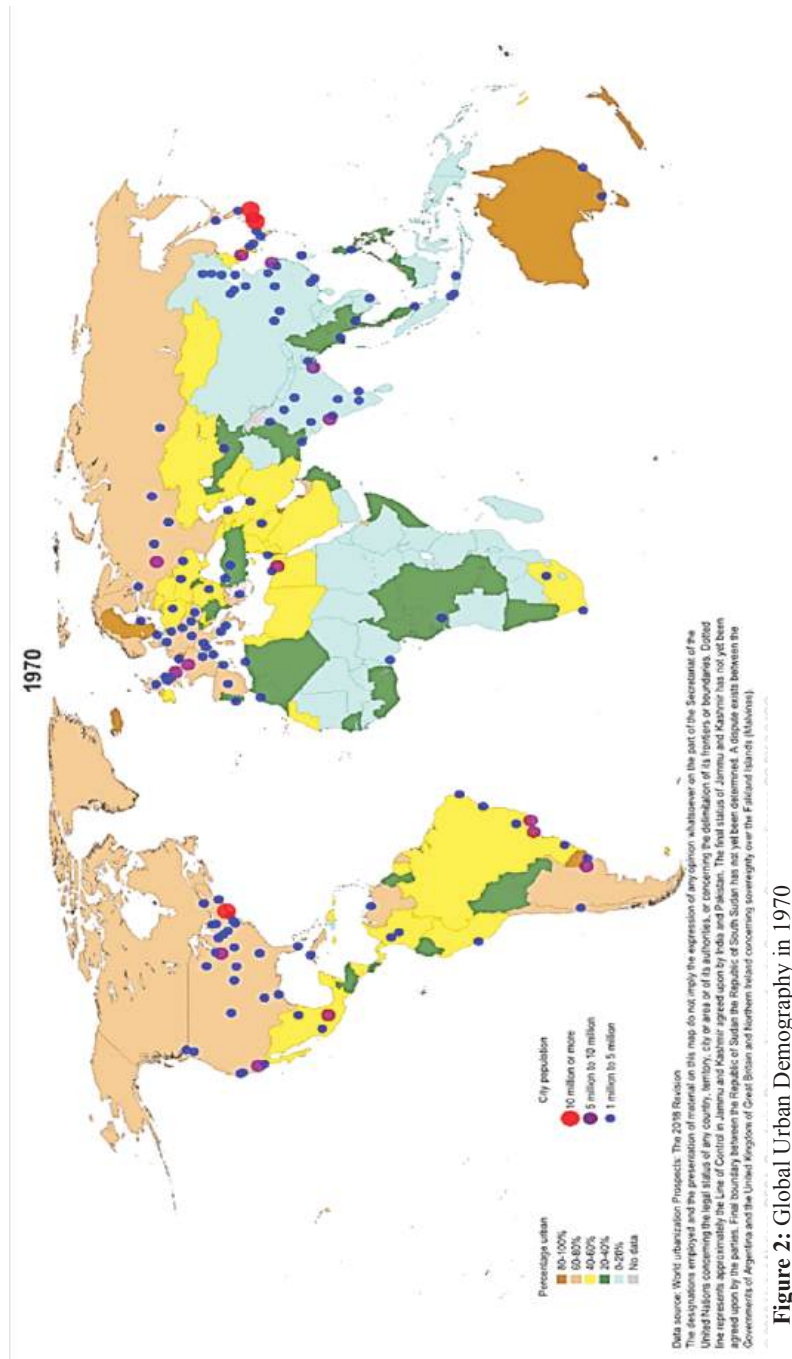 1970
Percentage urban
80-100%
60-80%
40-60%
20-40%
0-20%
No data
City population
10 million or more
5 million to 10 million
1 million to 5 million
Data source: World urbanization Prospects: The 2018 Revision
The designations employed and the presentation of material on this map do not imply the expression of any opinion whatsoever on the part of the Secretariat of the
United Nations concerning the legal status of any country, territory, city or area or of its authorities, or concerning the delimitation of its frontiers or boundaries. Dotted
line represents approximately the Line of Control in Jammu and Kashmir agreed upon by India and Pakistan. The final status of Jammu and Kashmir has not yet been
agreed upon by the parties. Final boundary between the Republic of Sudan the Republic of South Sudan has not yet been determined. A dispute exists between the
Governments of Argentina and the United Kingdom of Great Britain and Northern Ireland concerning sovereignty over the Falkland Islands (Malvinas).
Figure 2: Global Urban Demography in 1970